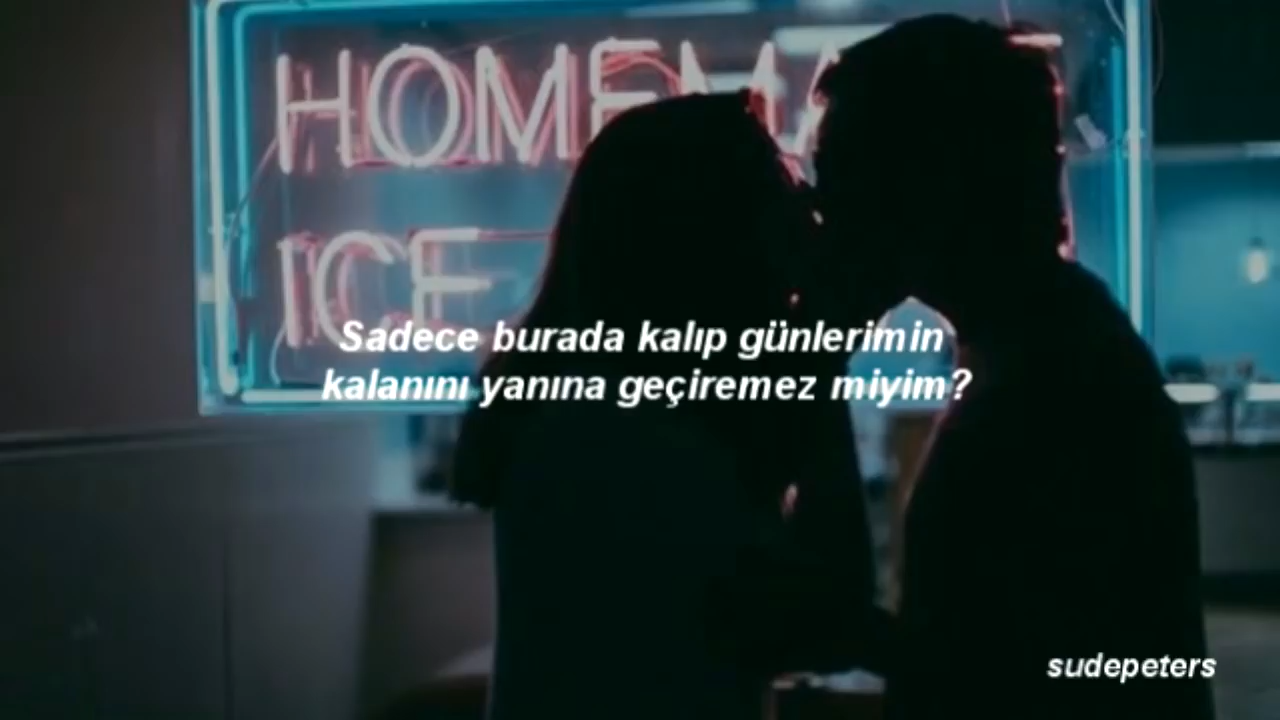 HOMEMA
ICE
Sadece burada kalıp günlerimin
kalanını yanına geçiremez miyim?
sudepeters